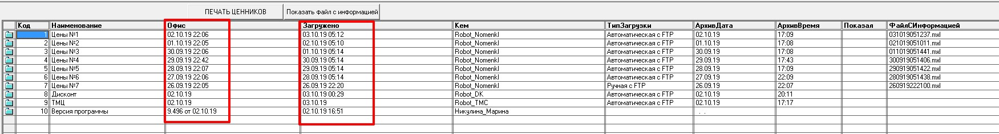 ПЕЧАТЬ ЦЕННИКОВ Показать файл с информацией
Код Наименование Офис Загружено Кем ТипЗагрузки АрхивДата АрхивВремя Показал ФайлСИнформацией
1 Цены №1 02.10.19 22:06 03.10.19 05:12 Robot_Nomenkl Автоматическая с FTP 02.10.19 17:09 031019051237.mxl
2 Цены №2 01.10.19 22:05 02.10.19 05:10 Robot_Nomenkl Автоматическая с FTP 01.10.19 17:08 021019051011.mxl
3 Цены №3 30.09.19 22:06 01.10.19 05:14 Robot_Nomenkl Автоматическая с FTP 30.09.19 17:08 011019051441.mxl
4 Цены №4 29.09.19 22:42 30.09.19 05:14 Robot_Nomenkl Автоматическая с FTP 29.09.19 17:43 300919051406.mxl
5 Цены №5 28.09.19 22:07 29.09.19 05:14 Robot_Nomenkl Автоматическая с FTP 28.09.19 17:09 290919051422.mxl
6 Цены №6 27.09.19 22:06 28.09.19 05:14 Robot_Nomenkl Автоматическая с FTP 27.09.19 22:09 280919051438.mxl
7 Цены №7 26.09.19 22:05 26.09.19 22:20 Robot_Nomenkl Ручная с FTP 26.09.19 22:07 260919222100.mxl
8 Дисконт 02.10.19 03.10.19 00:29 Robot_DK Автоматическая с FTP 02.10.19 20:11
9 ТМЦ 02.10.19 03.10.19 Robot_TMC Автоматическая с FTP 02.10.19 17:17
10 Версия программы 9.496 от 02.10.19 02.10.19 16:51 Никулина_Марина . .